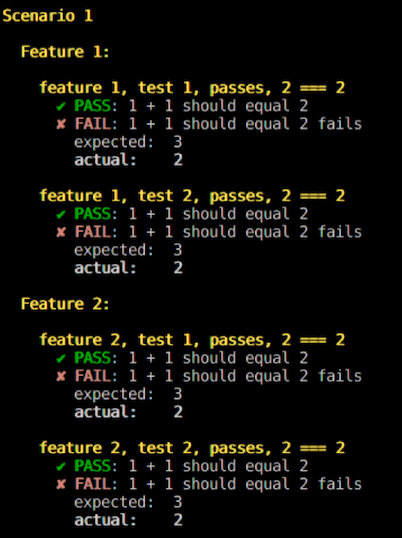 Scenario 1
Feature 1:
feature 1, test 1, passes, 2 === 2
✔ PASS: 1 + 1 should equal 2
✘ FAIL: 1 + 1 should equal 2 fails
expected: 3
actual: 2
feature 1, test 2, passes, 2 === 2
✔ PASS: 1 + 1 should equal 2
✘ FAIL: 1 + 1 should equal 2 fails
expected: 3
actual: 2
Feature 2:
feature 2, test 1, passes, 2 === 2
✔ PASS: 1 + 1 should equal 2
✘ FAIL: 1 + 1 should equal 2 fails
expected: 3
actual: 2
feature 2, test 2, passes, 2 === 2
✔ PASS: 1 + 1 should equal 2
✘ FAIL: 1 + 1 should equal 2 fails
expected: 3
actual: 2